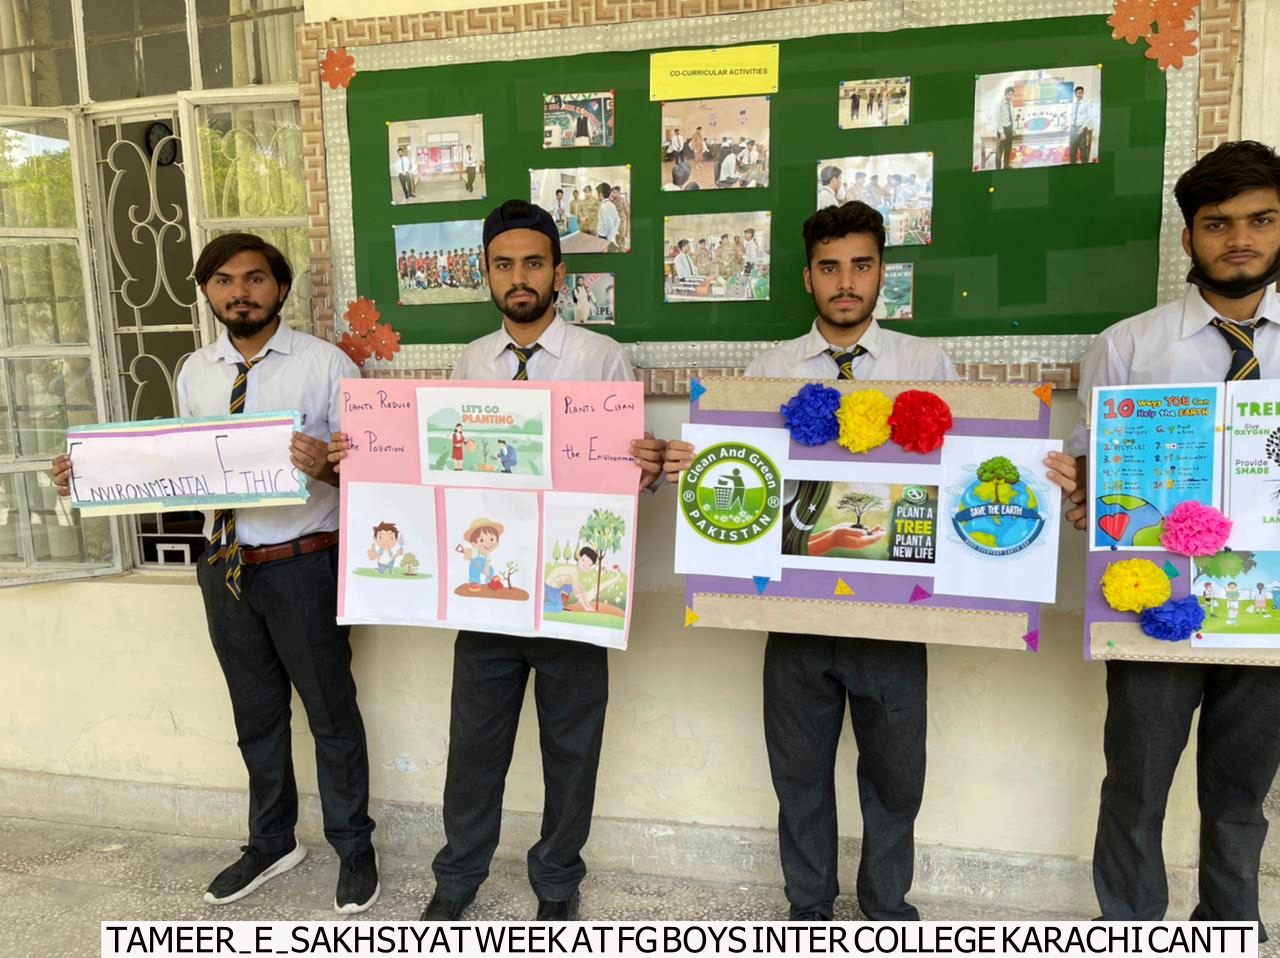 CO-CURRICULAR ACTIVITIES
ENVIRONMENTAL ETHICS
PLANTS REDUCE
the POLLUTION
LET'S GO
PLANTING
PLANTS CLEAN
the ENVIRONMENT
Clean And Green
PAKISTAN
PLANT A
TREE
PLANT A
NEW LIFE
SAVE THE EARTH
10 Ways YOU Can
Help the EARTH
TREE
Give
OXYGEN
Provide
SHADE
TAMEER_E_SAKHSIYAT WEEK AT FG BOYS INTER COLLEGE KARACHI CANTT